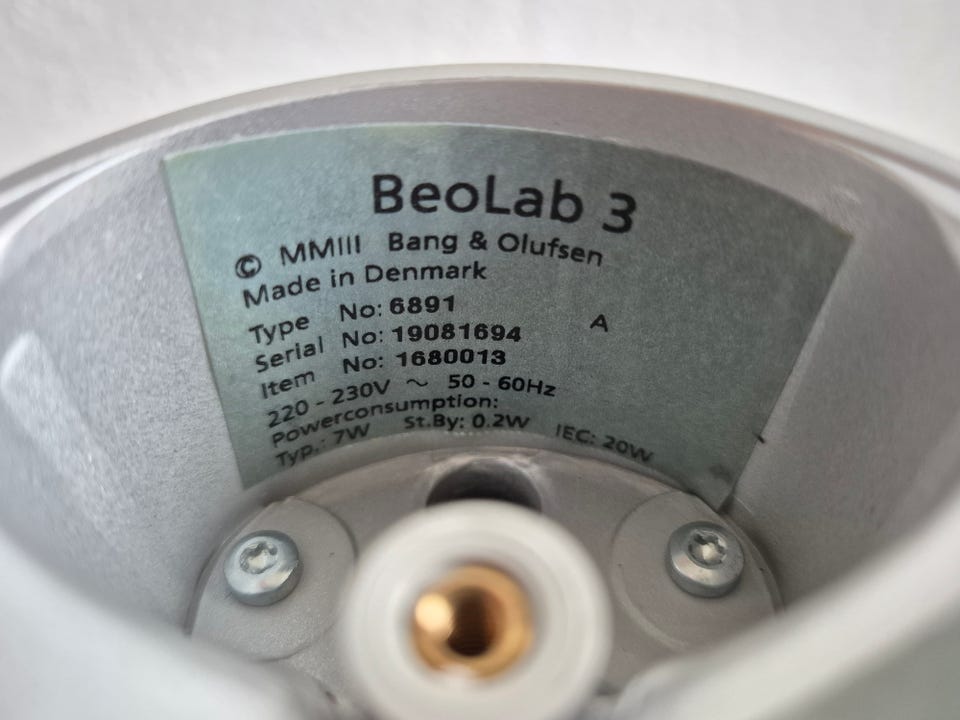 BeoLab 3
© MMIII Bang & Olufsen
Made in Denmark
Type No: 6891
A
Serial No: 19081694
Item No: 1680013
220 - 230V ~ 50 - 60Hz
Powerconsumption:
Typ.: 7W St.By: 0.2W IEC: 20W